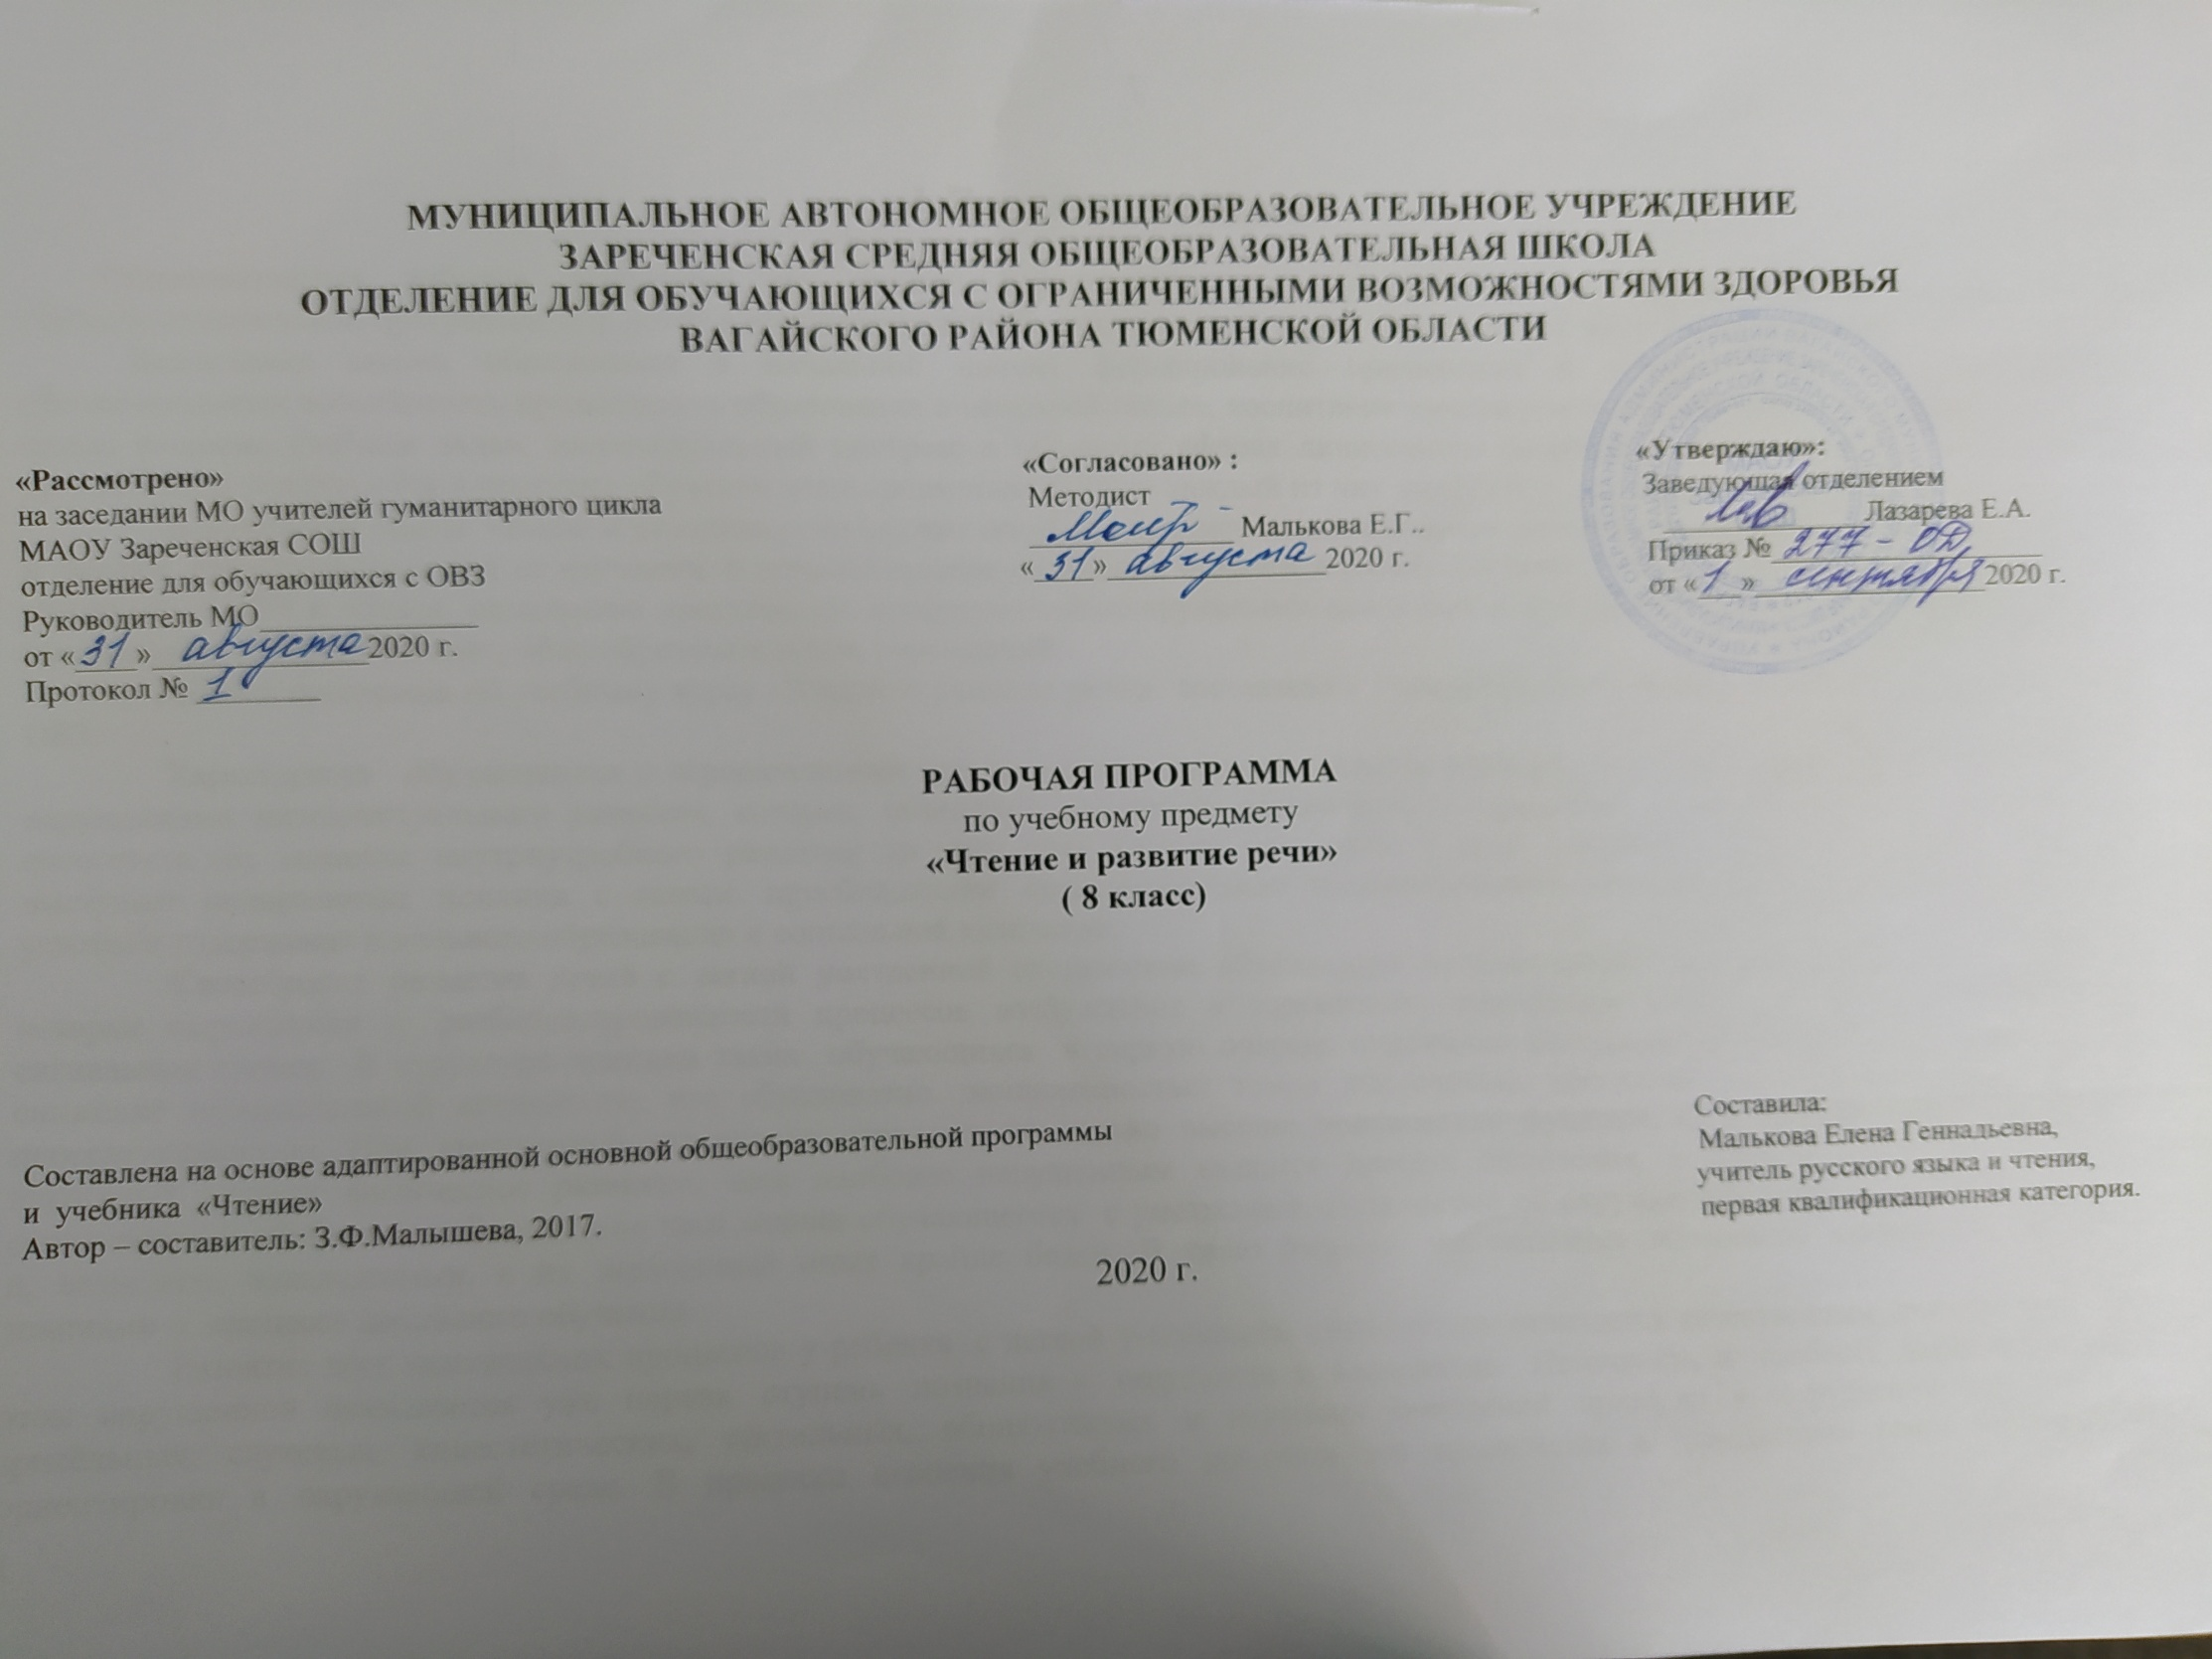 МУНИЦИПАЛЬНОЕ АВТОНОМНОЕ ОБЩЕОБРАЗОВАТЕЛЬНОЕ УЧРЕЖДЕНИЕ
ЗАРЕЧЕНСКАЯ СРЕДНЯЯ ОБЩЕОБРАЗОВАТЕЛЬНАЯ ШКОЛА
ОТДЕЛЕНИЕ ДЛЯ ОБУЧАЮЩИХСЯ С ОГРАНИЧЕННЫМИ ВОЗМОЖНОСТЯМИ ЗДОРОВЬЯ
ВАГАЙСКОГО РАЙОНА ТЮМЕНСКОЙ ОБЛАСТИ
«Рассмотрено»
на заседании МО учителей гуманитарного цикла
МАОУ Зареченская СОШ
отделение для обучающихся с ОВЗ
Руководитель МО
от «31» августа 2020 г.
Протокол № 1
«Согласовано» :
Методист
Малькова Е.Г..
«31» августа 2020 г.
«Утверждаю»:
Заведующая отделением
Лазарева Е.А.
Приказ № 277-ОД
от «1» сентября 2020 г.
РАБОЧАЯ ПРОГРАММА
по учебному предмету
«Чтение и развитие речи»
( 8 класс)
Составлена на основе адаптированной основной общеобразовательной программы
и учебника «Чтение»
Автор – составитель: З.Ф.Малышева, 2017.
Составила:
Малькова Елена Геннадьевна,
учитель русского языка и чтения,
первая квалификационная категория.
2020 г.